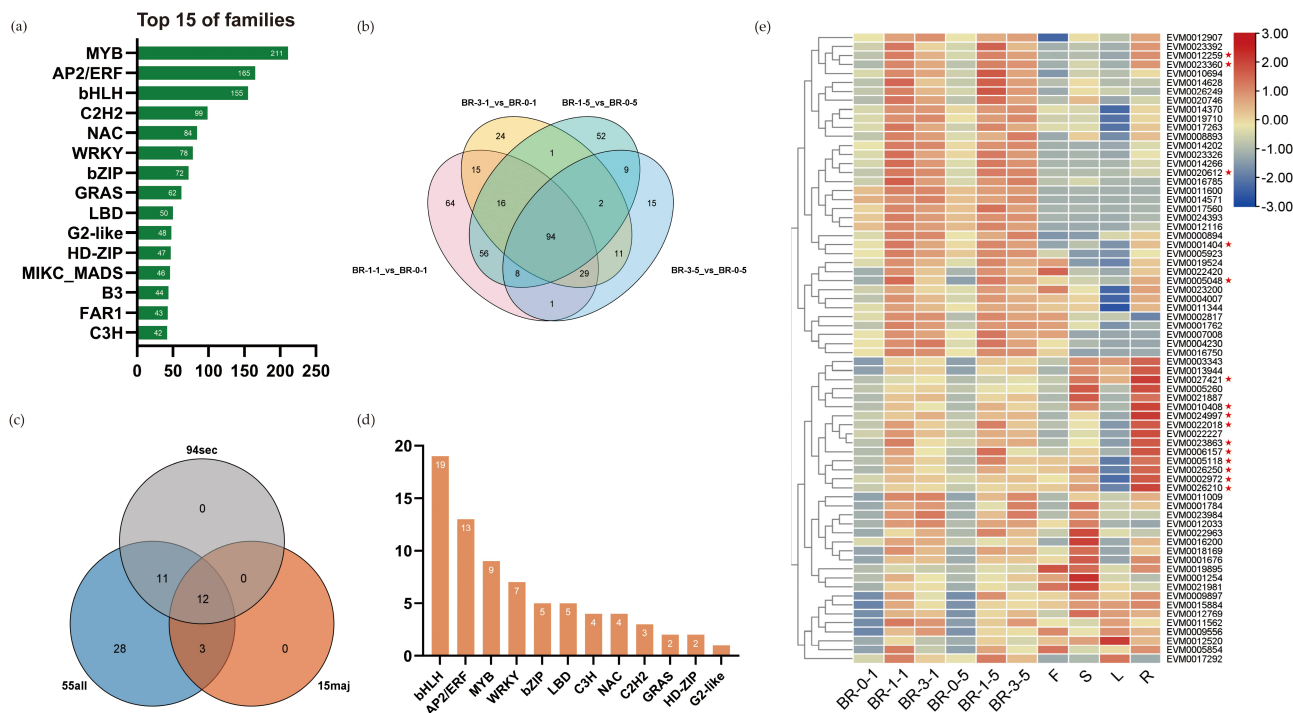 (a)
Top 15 of families
MYB 211
AP2/ERF 165
bHLH 155
C2H2 99
NAC 84
WRKY 78
bZIP 72
GRAS 62
LBD 50
G2-like 48
HD-ZIP 47
MIKC_MADS 46
B3 44
FAR1 43
C3H 42
0 50 100 150 200 250
(b)
BR-3-1_vs_BR-0-1 BR-1-5_vs_BR-0-5
24 52
1
15 9
64 16 2 15
94
56 11
8 29
BR-1-1_vs_BR-0-1 BR-3-5_vs_BR-0-5
1
(c)
94sec
0
11 0
12
28 3 0
55all 15maj
(d)
20
15
10
5
0
19 13 9 7 5 5 4 4 3 2 2
bHLH AP2/ERF MYB WRKY bZIP LBD C3H NAC C2H2 GRAS HD-ZIP G2-like
(e)
EVM0012907
EVM0023392
EVM0012259 ★
EVM0023360 ★
EVM0010694
EVM0014628
EVM0026249
EVM0020746
EVM0014370
EVM0019710
EVM0017263
EVM0008893
EVM0014202
EVM0023326
EVM0014266
EVM0020612 ★
EVM0016785
EVM0011600
EVM0014571
EVM0017560
EVM0024393
EVM0012116
EVM0000894
EVM0001404 ★
EVM0005923
EVM0019524
EVM0022420
EVM0005048 ★
EVM0023200
EVM0004007
EVM0011344
EVM0002817
EVM0001762
EVM0007008
EVM0004230
EVM0016750
EVM0003343
EVM0013944
EVM0027421 ★
EVM0005260
EVM0021887
EVM0010408 ★
EVM0024997 ★
EVM0022018 ★
EVM0022227
EVM0023863 ★
EVM0006157 ★
EVM0005118 ★
EVM0026250 ★
EVM0002972 ★
EVM0026210 ★
EVM0011009
EVM0001784
EVM0023984
EVM0012033
EVM0022963
EVM0016200
EVM0018169
EVM0001676
EVM0019895
EVM0001254
EVM0021981
EVM0009897
EVM0015884
EVM0012769
EVM0011562
EVM0009556
EVM0012520
EVM0005854
EVM0017292
BR-0-1 BR-1-1 BR-3-1 BR-0-5 BR-1-5 BR-3-5 F S L R
3.00
2.00
1.00
0.00
-1.00
-2.00
-3.00